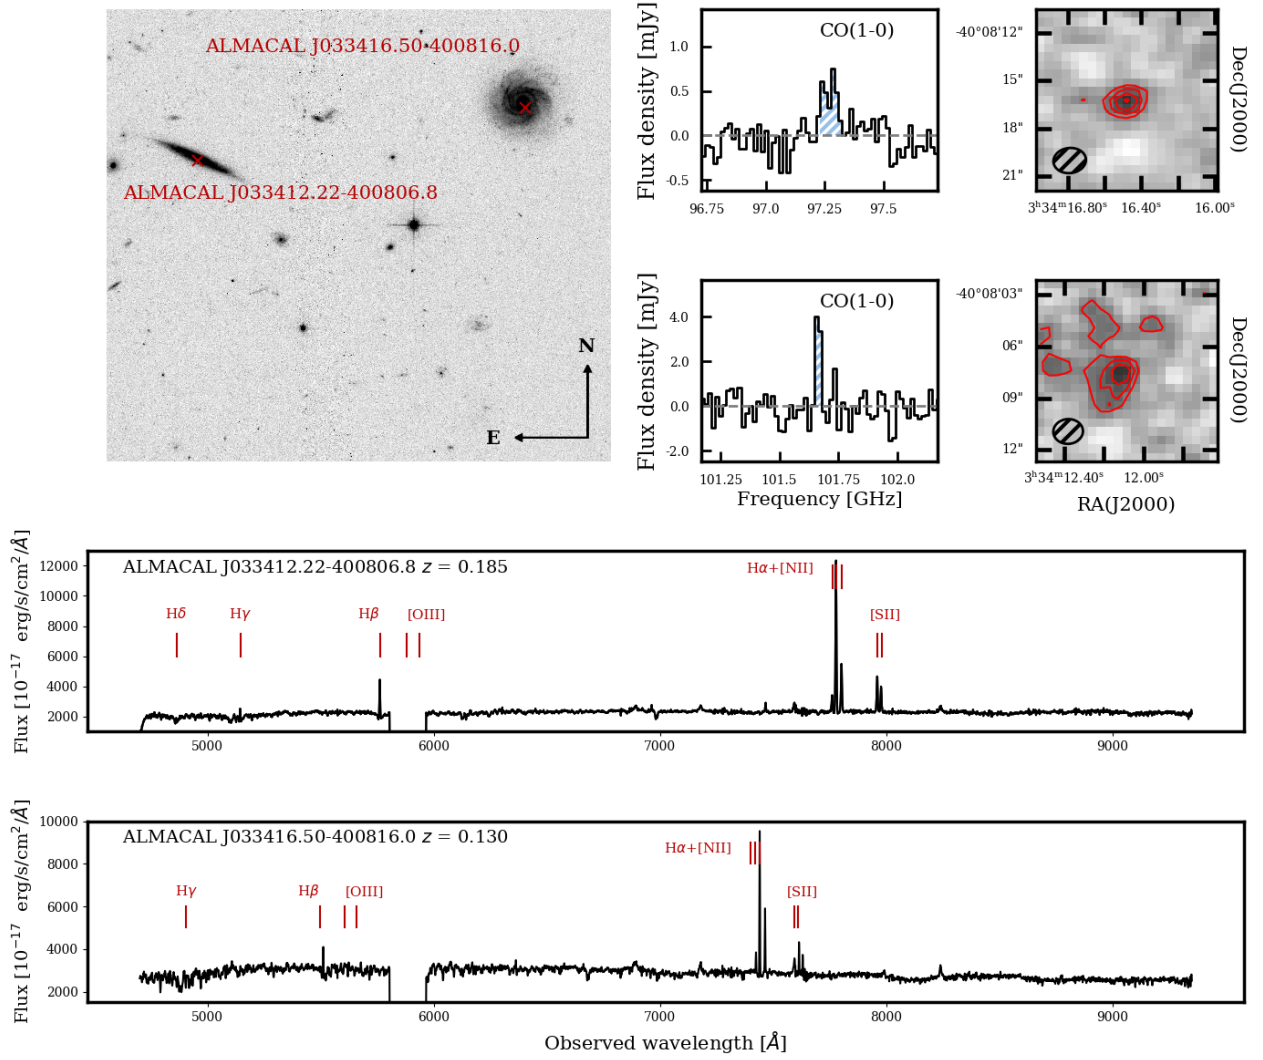 ALMACAL J033416.50-400816.0
ALMACAL J033412.22-400806.8
N
E
Flux density [mJy]
1.0
0.5
0.0
-0.5
CO(1-0)
96.75 97.0 97.25 97.5
-40°08'12"
15"
18"
21"
3ʰ34ᵐ16.80ˢ 16.40ˢ 16.00ˢ
Dec(J2000)
Flux density [mJy]
4.0
2.0
0.0
-2.0
CO(1-0)
101.25 101.5 101.75 102.0
Frequency [GHz]
-40°08'03"
06"
09"
12"
3ʰ34ᵐ12.40ˢ 12.00ˢ
RA(J2000)
Dec(J2000)
Flux [10⁻¹⁷ erg/s/cm²/Å]
12000
10000
8000
6000
4000
2000
ALMACAL J033412.22-400806.8 z = 0.185
Hδ Hγ Hβ [OIII] Hα+[NII] [SII]
5000 6000 7000 8000 9000
Flux [10⁻¹⁷ erg/s/cm²/Å]
10000
8000
6000
4000
2000
ALMACAL J033416.50-400816.0 z = 0.130
Hγ Hβ [OIII] Hα+[NII] [SII]
5000 6000 7000 8000 9000
Observed wavelength [Å]